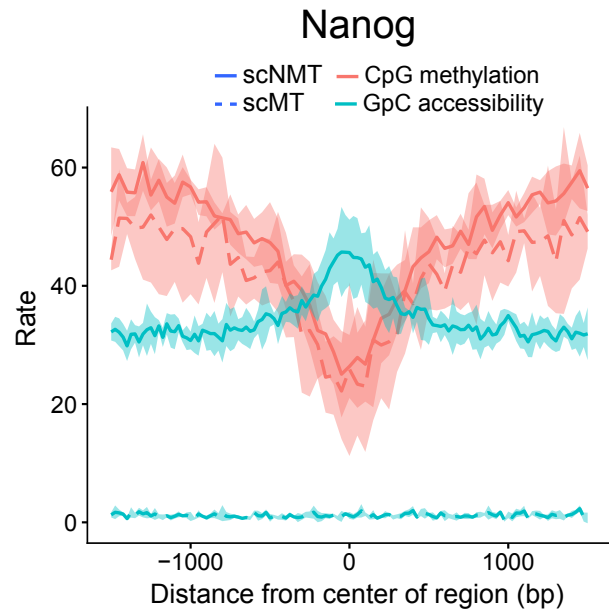 Nanog
scNMT CpG methylation
scMT GpC accessibility
60
40
20
0
Rate
−1000 0 1000
Distance from center of region (bp)